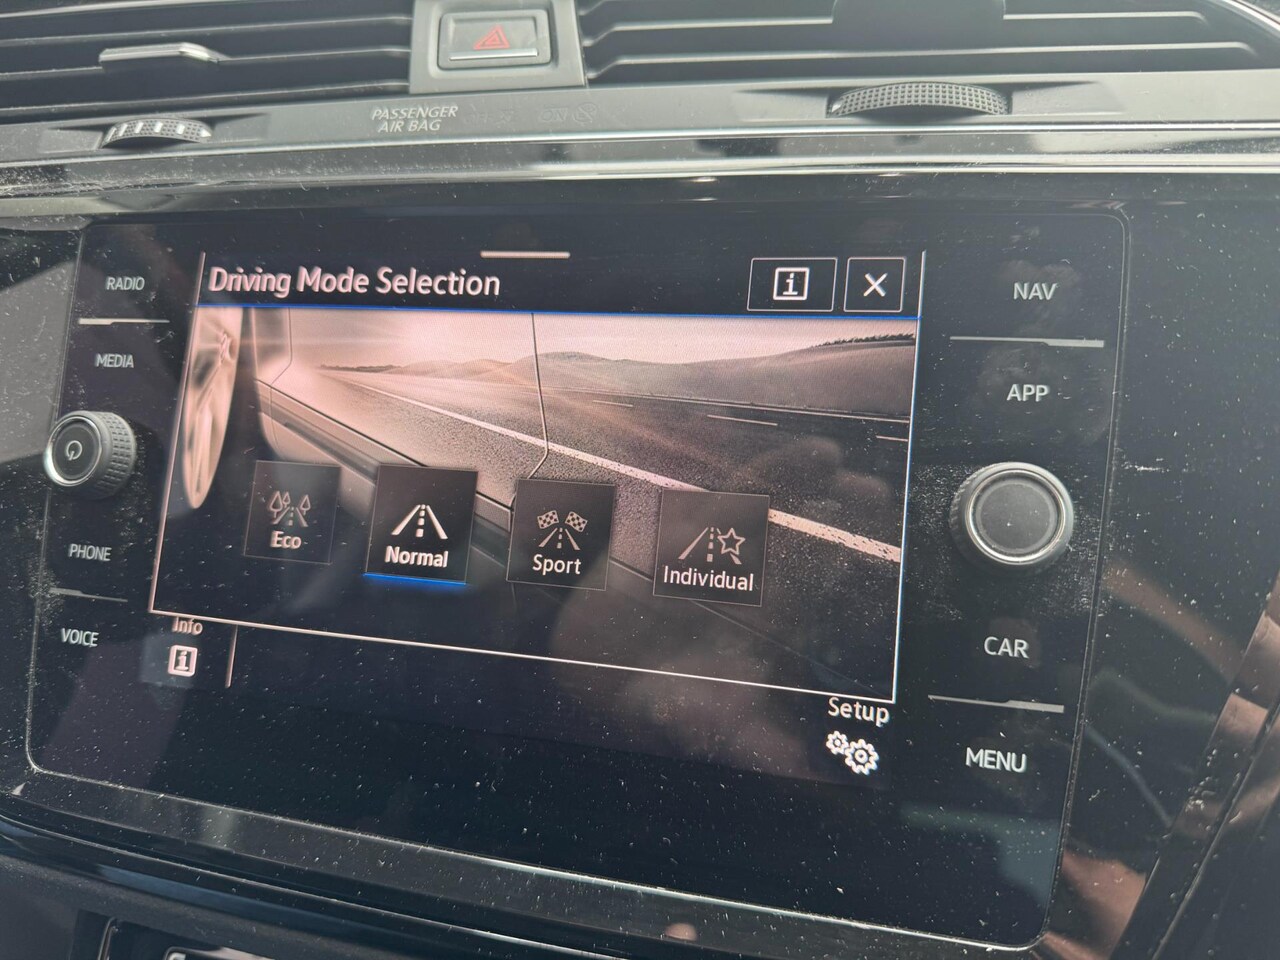 PASSENGER
AIR BAG
RADIO
MEDIA
PHONE
VOICE
Driving Mode Selection
i
Eco
Normal
Sport
Individual
Info
i
Setup
NAV
APP
CAR
MENU